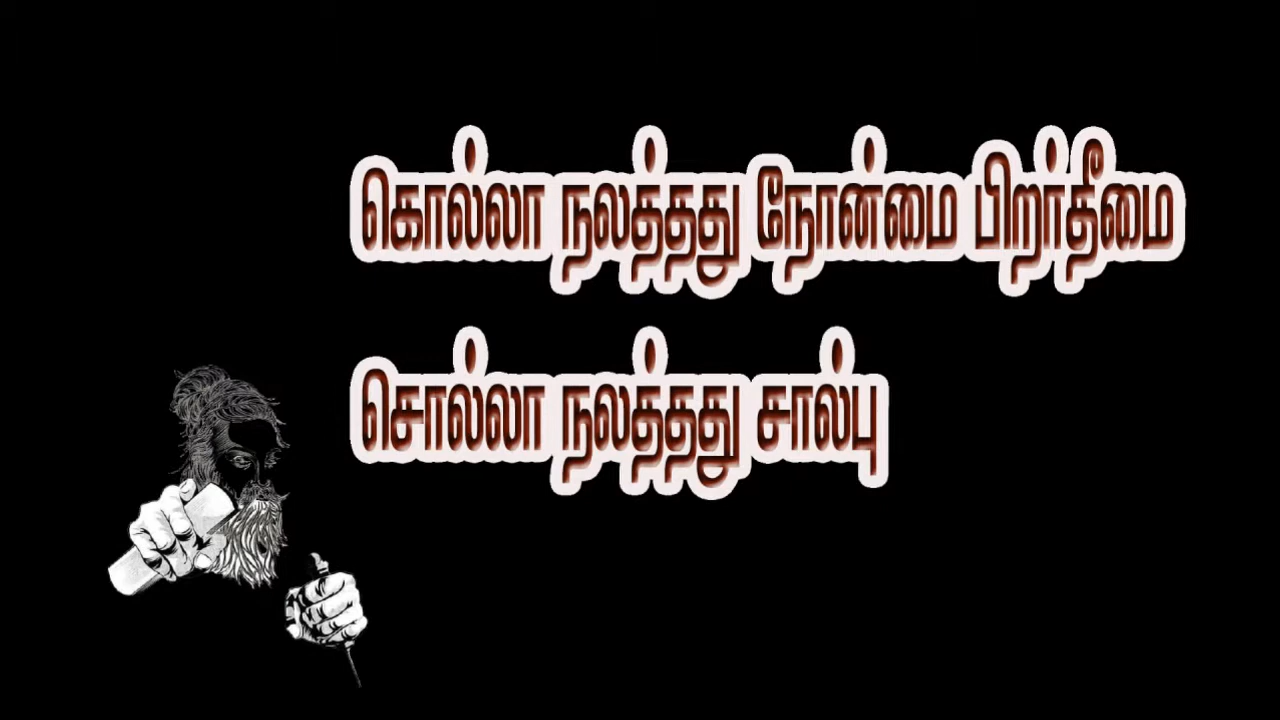 கொல்லா நலத்தது நோன்மை பிறர்தீமை
சொல்லா நலத்தது சால்பு